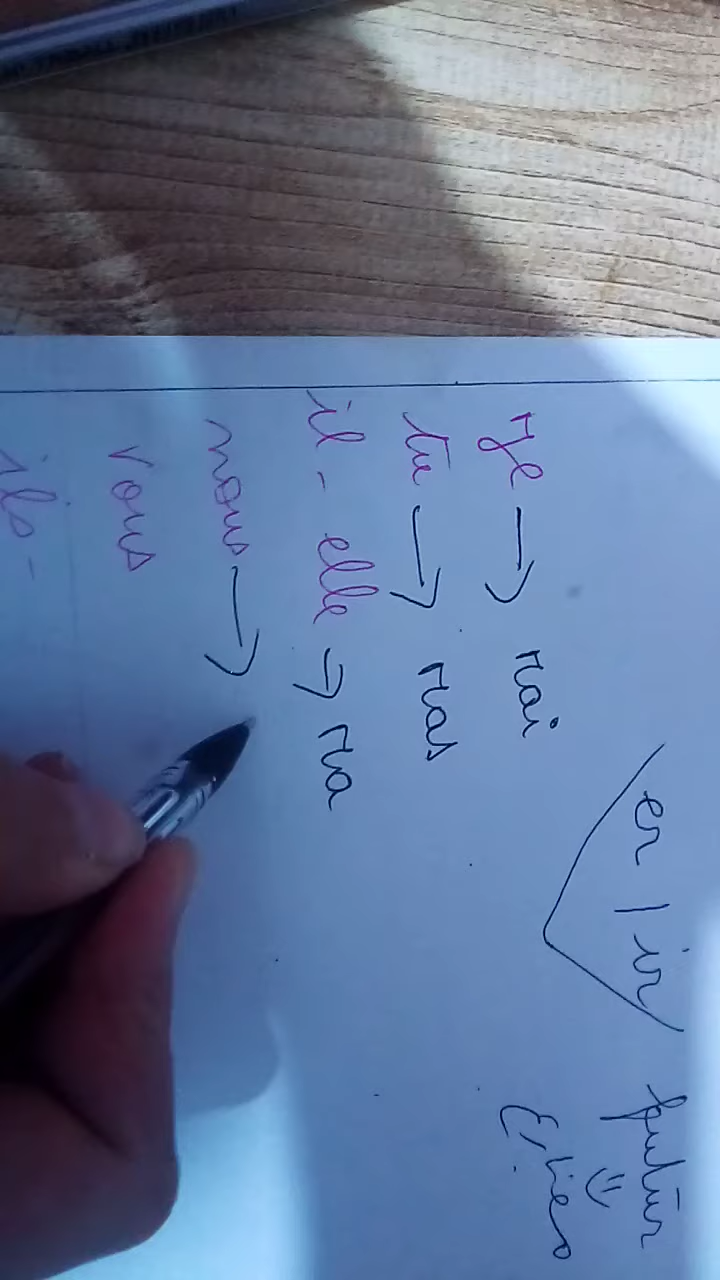 er / ir futur
je → rai
tu → ras
il - elle → ra
nous →
vous
ils -